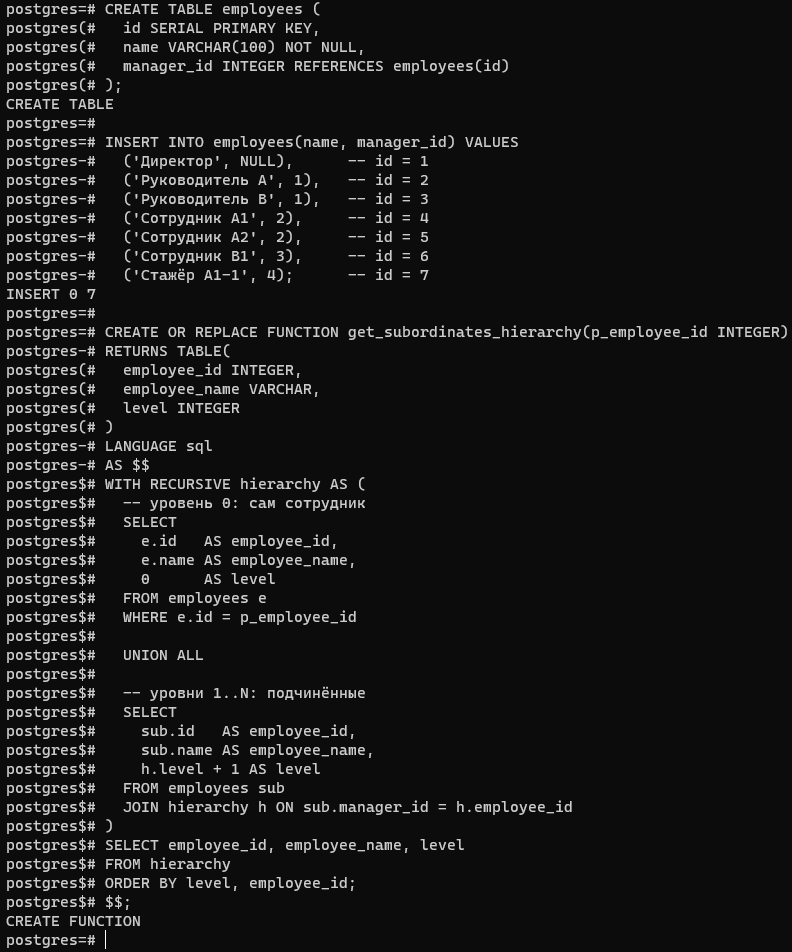 postgres=# CREATE TABLE employees (
postgres(#   id SERIAL PRIMARY KEY,
postgres(#   name VARCHAR(100) NOT NULL,
postgres(#   manager_id INTEGER REFERENCES employees(id)
postgres(# );
CREATE TABLE
postgres=#
postgres=# INSERT INTO employees(name, manager_id) VALUES
postgres-#   ('Директор', NULL),      -- id = 1
postgres-#   ('Руководитель A', 1),   -- id = 2
postgres-#   ('Руководитель B', 1),   -- id = 3
postgres-#   ('Сотрудник A1', 2),     -- id = 4
postgres-#   ('Сотрудник A2', 2),     -- id = 5
postgres-#   ('Сотрудник B1', 3),     -- id = 6
postgres-#   ('Стажёр A1-1', 4);      -- id = 7
INSERT 0 7
postgres=#
postgres=# CREATE OR REPLACE FUNCTION get_subordinates_hierarchy(p_employee_id INTEGER)
postgres-# RETURNS TABLE(
postgres(#   employee_id INTEGER,
postgres(#   employee_name VARCHAR,
postgres(#   level INTEGER
postgres(# )
postgres-# LANGUAGE sql
postgres-# AS $$
postgres$# WITH RECURSIVE hierarchy AS (
postgres$#   -- уровень 0: сам сотрудник
postgres$#   SELECT
postgres$#     e.id   AS employee_id,
postgres$#     e.name AS employee_name,
postgres$#     0      AS level
postgres$#   FROM employees e
postgres$#   WHERE e.id = p_employee_id
postgres$#
postgres$#   UNION ALL
postgres$#
postgres$#   -- уровни 1..N: подчинённые
postgres$#   SELECT
postgres$#     sub.id   AS employee_id,
postgres$#     sub.name AS employee_name,
postgres$#     h.level + 1 AS level
postgres$#   FROM employees sub
postgres$#   JOIN hierarchy h ON sub.manager_id = h.employee_id
postgres$# )
postgres$# SELECT employee_id, employee_name, level
postgres$# FROM hierarchy
postgres$# ORDER BY level, employee_id;
postgres$# $$;
CREATE FUNCTION
postgres=#